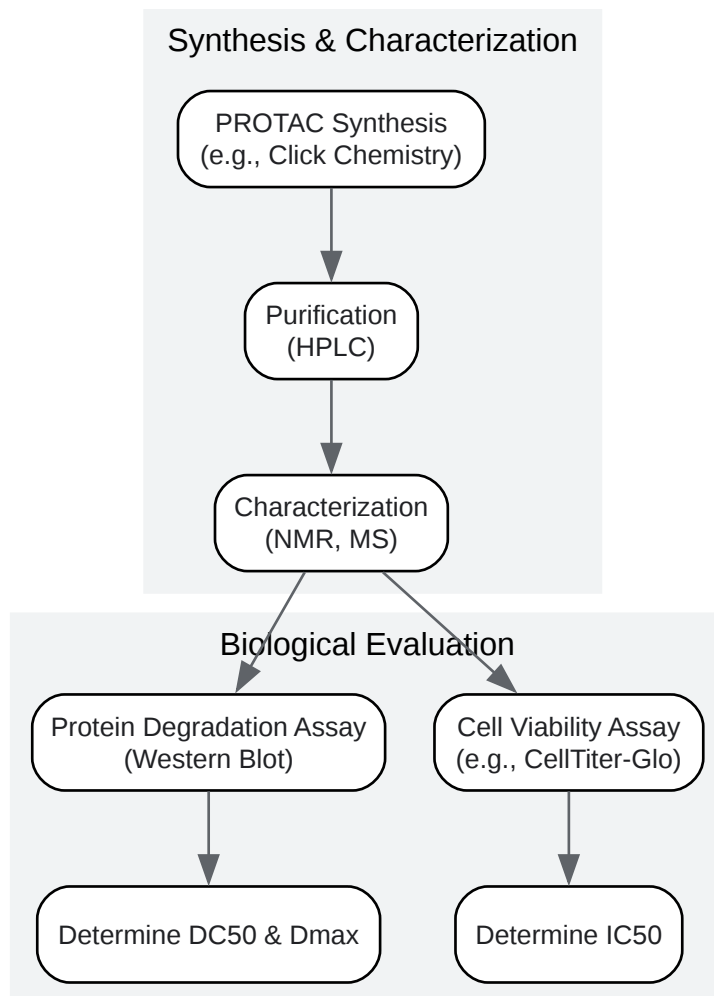 Synthesis & Characterization
PROTAC Synthesis
(e.g., Click Chemistry)
Purification
(HPLC)
Characterization
(NMR, MS)
Biological Evaluation
Protein Degradation Assay
(Western Blot)
Cell Viability Assay
(e.g., CellTiter-Glo)
Determine DC50 & Dmax
Determine IC50